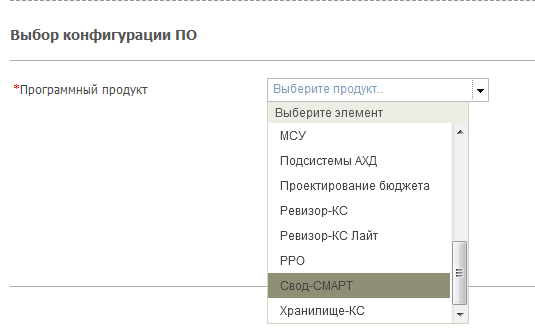 Выбор конфигурации ПО
*Программный продукт
Выберите продукт..
Выберите элемент
МСУ
Подсистемы АХД
Проектирование бюджета
Ревизор-КС
Ревизор-КС Лайт
РРО
Свод-СМАРТ
Хранилище-КС